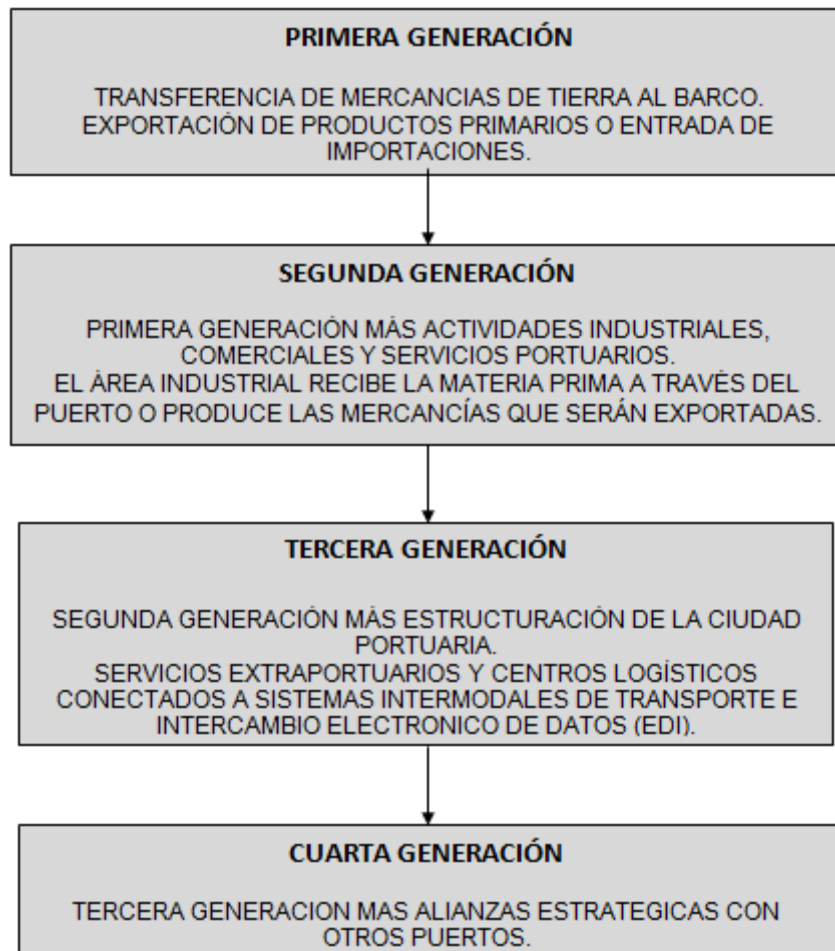 PRIMERA GENERACIÓN
TRANSFERENCIA DE MERCANCIAS DE TIERRA AL BARCO.
EXPORTACIÓN DE PRODUCTOS PRIMARIOS O ENTRADA DE
IMPORTACIONES.
SEGUNDA GENERACIÓN
PRIMERA GENERACIÓN MÁS ACTIVIDADES INDUSTRIALES,
COMERCIALES Y SERVICIOS PORTUARIOS.
EL ÁREA INDUSTRIAL RECIBE LA MATERIA PRIMA A TRAVÉS DEL
PUERTO O PRODUCE LAS MERCANCÍAS QUE SERÁN EXPORTADAS.
TERCERA GENERACIÓN
SEGUNDA GENERACIÓN MÁS ESTRUCTURACIÓN DE LA CIUDAD
PORTUARIA.
SERVICIOS EXTRAPORTUARIOS Y CENTROS LOGÍSTICOS
CONECTADOS A SISTEMAS INTERMODALES DE TRANSPORTE E
INTERCAMBIO ELECTRONICO DE DATOS (EDI).
CUARTA GENERACIÓN
TERCERA GENERACION MAS ALIANZAS ESTRATEGICAS CON
OTROS PUERTOS.